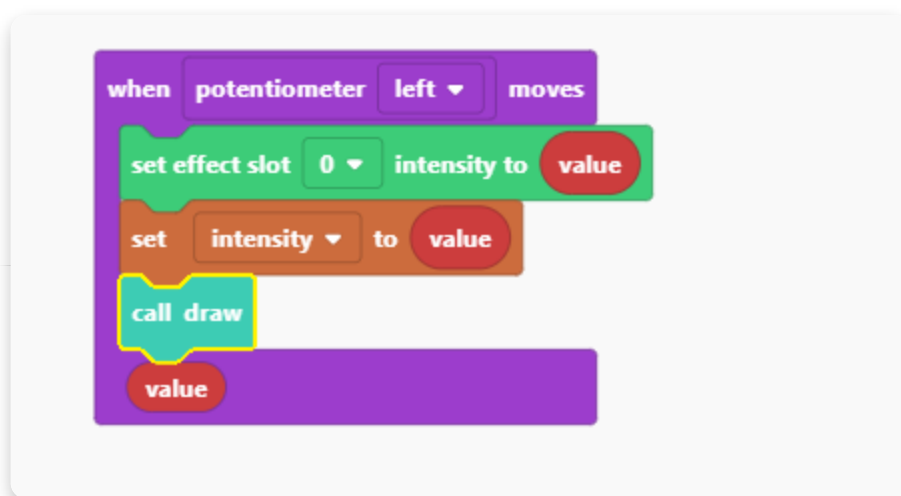 when potentiometer left moves
set effect slot 0 intensity to value
set intensity to value
call draw
value